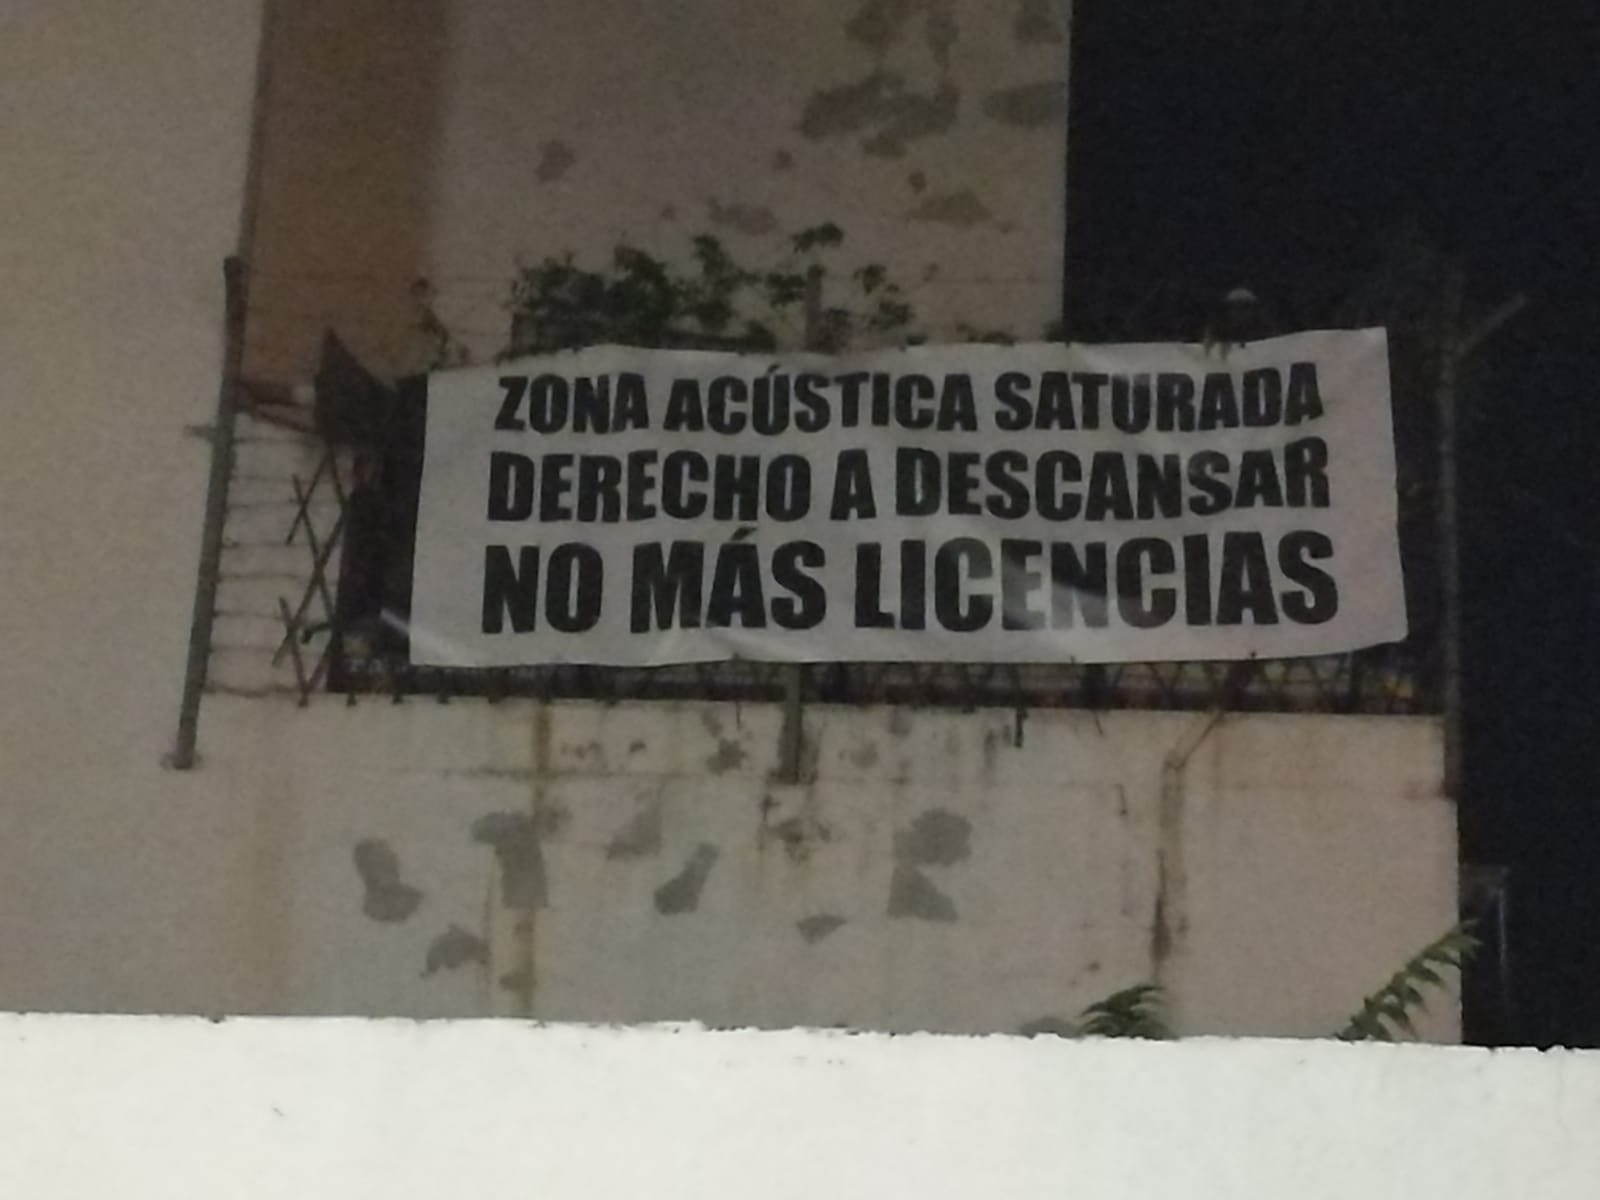 ZONA ACÚSTICA SATURADA
DERECHO A DESCANSAR
NO MÁS LICENCIAS